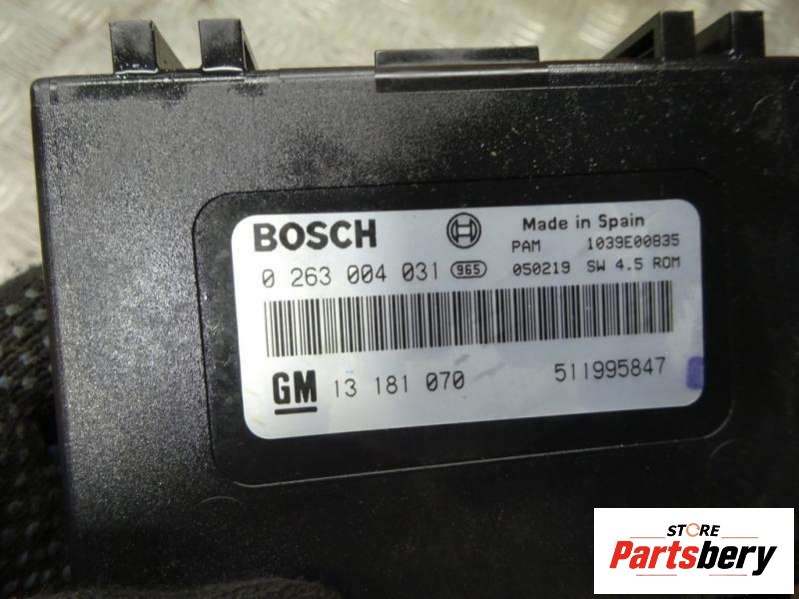 BOSCH
Made in Spain
PAM 1039E00835
0 263 004 031 965 050219 SW 4.5 ROM
GM 13 181 070 511995847
STORE
Partsbery